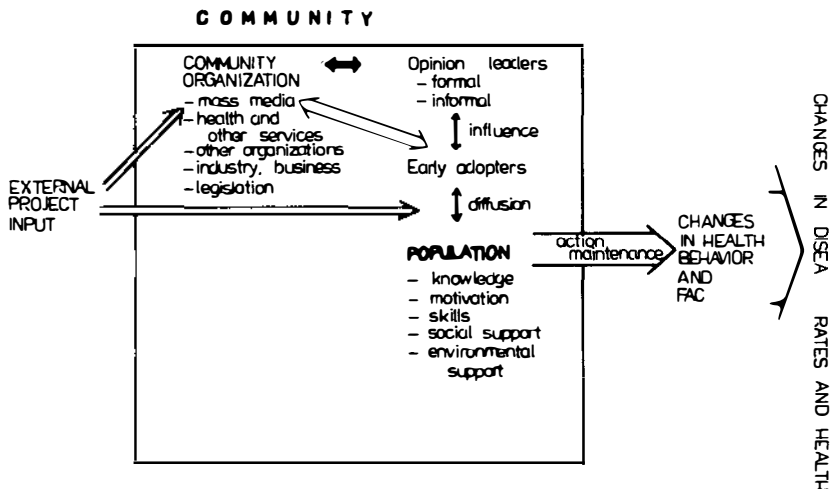 COMMUNITY
COMMUNITY
ORGANIZATION
- mass media
- health and
other services
- other organizations
- industry, business
- legislation
Opinion leaders
- formal
- informal
influence
Early adopters
diffusion
EXTERNAL
PROJECT
INPUT
POPULATION
- knowledge
- motivation
- skills
- social support
- environmental
support
action
maintenance
CHANGES
IN HEALTH
BEHAVIOR
AND
FAC
CHANGES IN DISEA RATES AND HEALTH